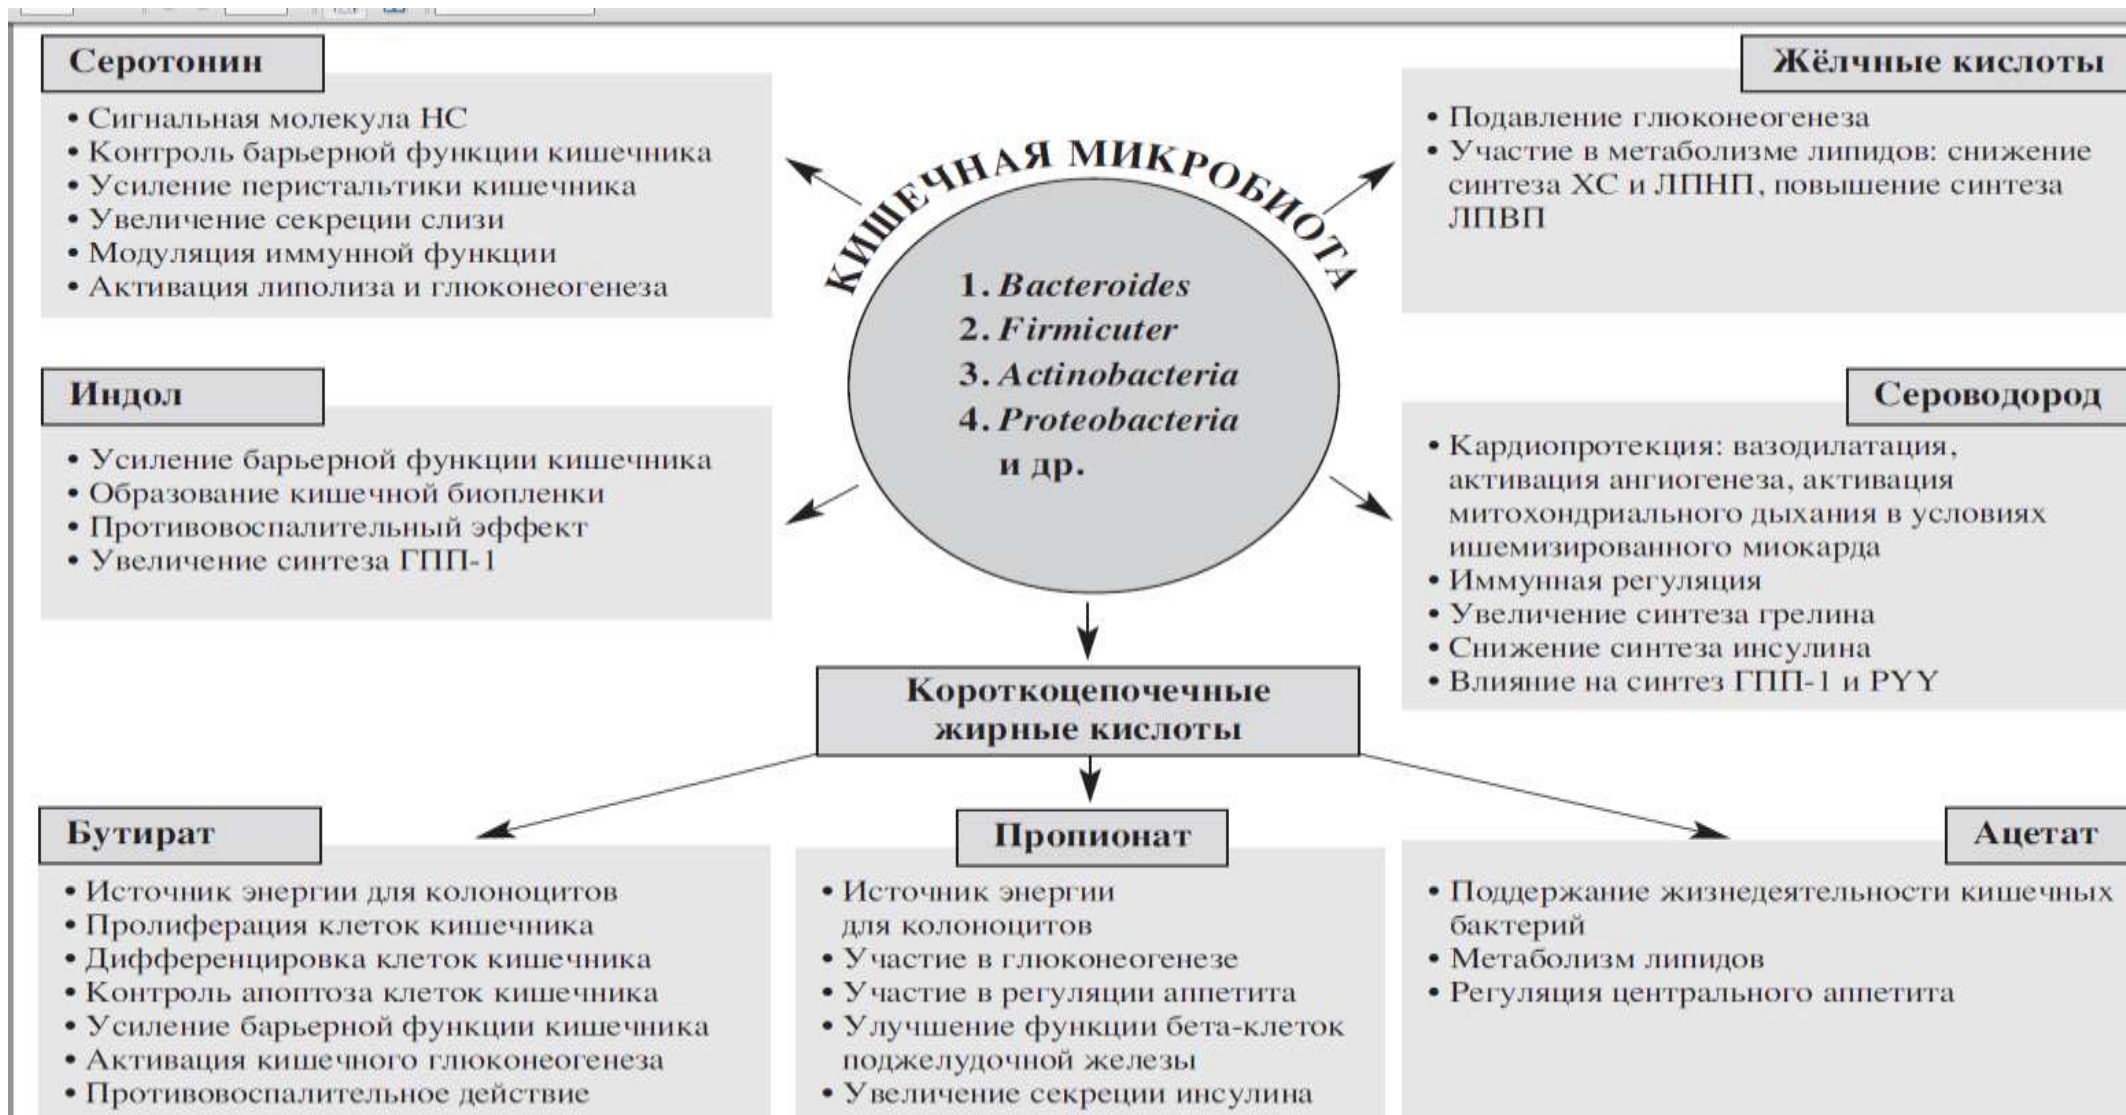 Серотонин
• Сигнальная молекула НС
• Контроль барьерной функции кишечника
• Усиление перистальтики кишечника
• Увеличение секреции слизи
• Модуляция иммунной функции
• Активация липолиза и глюконеогенеза
КИШЕЧНАЯ МИКРОБИОТА
1. Bacteroides
2. Firmicuter
3. Actinobacteria
4. Proteobacteria
и др.
Жёлчные кислоты
• Подавление глюконеогенеза
• Участие в метаболизме липидов: снижение
синтеза ХС и ЛПНП, повышение синтеза
ЛПВП
Индол
• Усиление барьерной функции кишечника
• Образование кишечной биопленки
• Противовоспалительный эффект
• Увеличение синтеза ГПП-1
Сероводород
• Кардиопротекция: вазодилатация,
активация ангиогенеза, активация
митохондриального дыхания в условиях
ишемизированного миокарда
• Иммунная регуляция
• Увеличение синтеза грелина
• Снижение синтеза инсулина
• Влияние на синтез ГПП-1 и PYY
Короткоцепочечные
жирные кислоты
Бутират
• Источник энергии для колоноцитов
• Пролиферация клеток кишечника
• Дифференцировка клеток кишечника
• Контроль апоптоза клеток кишечника
• Усиление барьерной функции кишечника
• Активация кишечного глюконеогенеза
• Противовоспалительное действие
Пропионат
• Источник энергии
для колоноцитов
• Участие в глюконеогенезе
• Участие в регуляции аппетита
• Улучшение функции бета-клеток
поджелудочной железы
• Увеличение секреции инсулина
Ацетат
• Поддержание жизнедеятельности кишечных
бактерий
• Метаболизм липидов
• Регуляция центрального аппетита